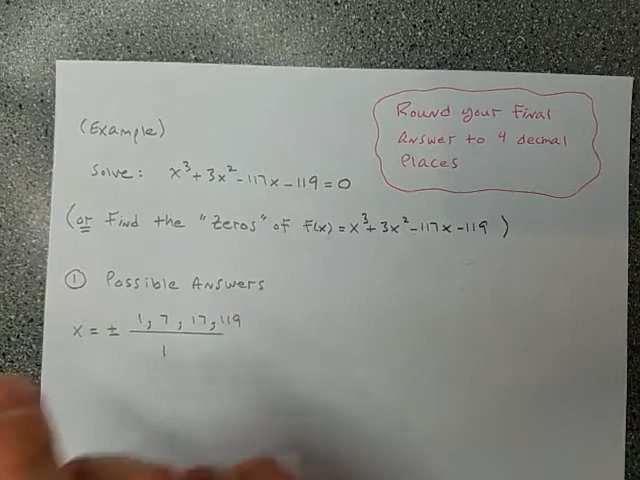 (Example)
Round your Final
Answer to 4 decimal
Places
Solve: x³+3x²-117x-119=0
(or Find the "Zeros" of F(x)=x³+3x²-117x-119)
① Possible Answers
x = ± 1, 7, 17, 119
1